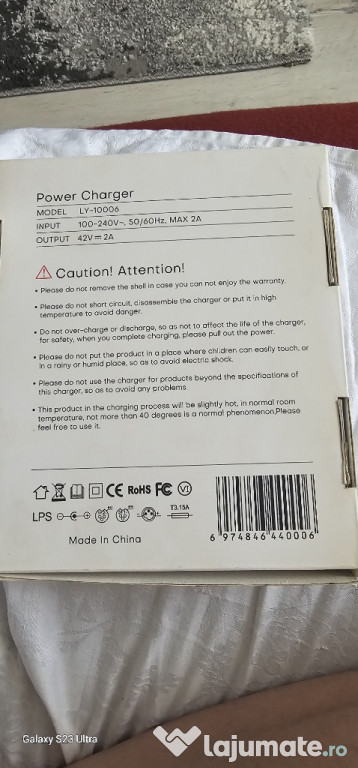 Power Charger
MODEL LY-10006
INPUT 100-240V~, 50/60Hz, MAX 2A
OUTPUT 42V⎓2A
Caution! Attention!
• Please do not remove the shell in case you can not enjoy the warranty.
• Please do not short circuit, disassemble the charger or put it in high
temperature to avoid danger.
• Do not over-charge or discharge, so as not to affect the life of the charger,
for safety, when you complete charging, please pull out the power.
• Please do not put the product in a place where children can easily touch, or
in a rainy or humid place, so as to avoid electric shock.
• Please do not use the charger for products beyond the specifications of
this charger, so as to avoid any problems.
• This product in the charging process will be slightly hot, in normal room
temperature, not more than 40 degrees is a normal phenomenon,Please
feel free to use it.
CE RoHS FC VI
LPS T3.15A
Made In China
6 974846 440006
Galaxy S23 Ultra
lajumate.ro